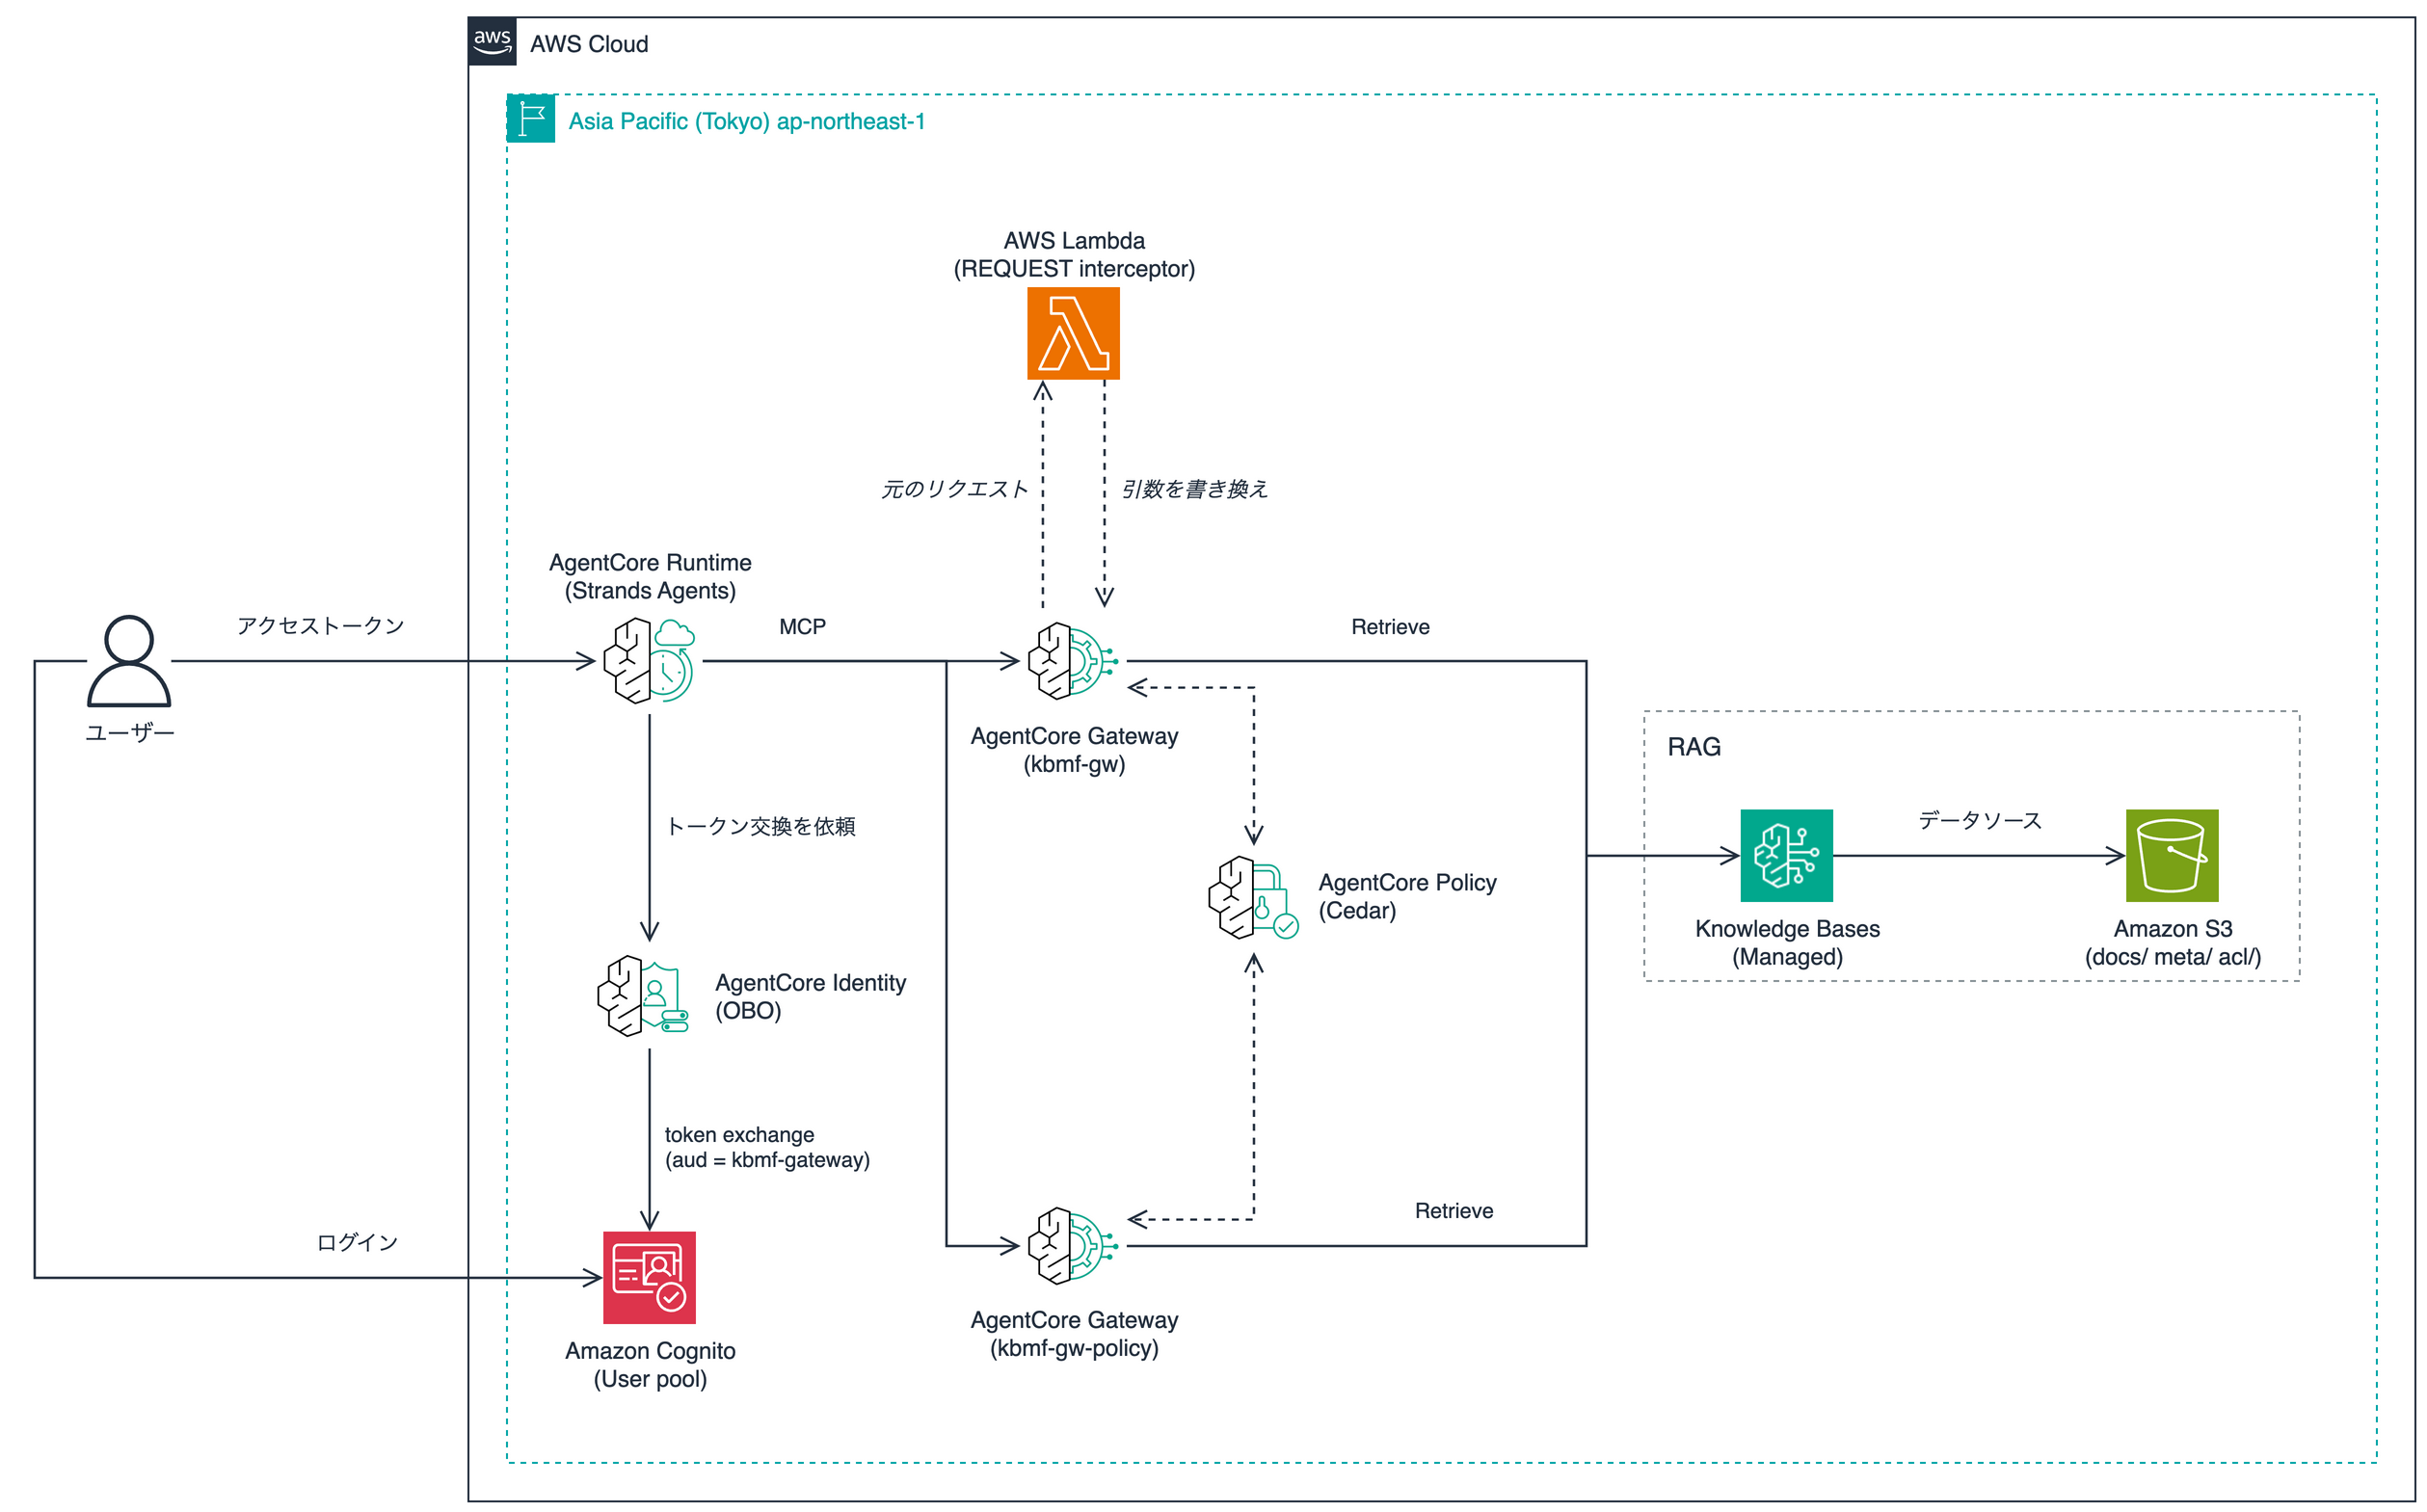 aws
AWS Cloud
Asia Pacific (Tokyo) ap-northeast-1
AWS Lambda
(REQUEST interceptor)
元のリクエスト
引数を書き換え
AgentCore Runtime
(Strands Agents)
アクセストークン
MCP
Retrieve
ユーザー
AgentCore Gateway
(kbmf-gw)
RAG
トークン交換を依頼
データソース
AgentCore Policy
(Cedar)
Knowledge Bases
(Managed)
Amazon S3
(docs/ meta/ acl/)
AgentCore Identity
(OBO)
token exchange
(aud = kbmf-gateway)
Retrieve
ログイン
AgentCore Gateway
(kbmf-gw-policy)
Amazon Cognito
(User pool)